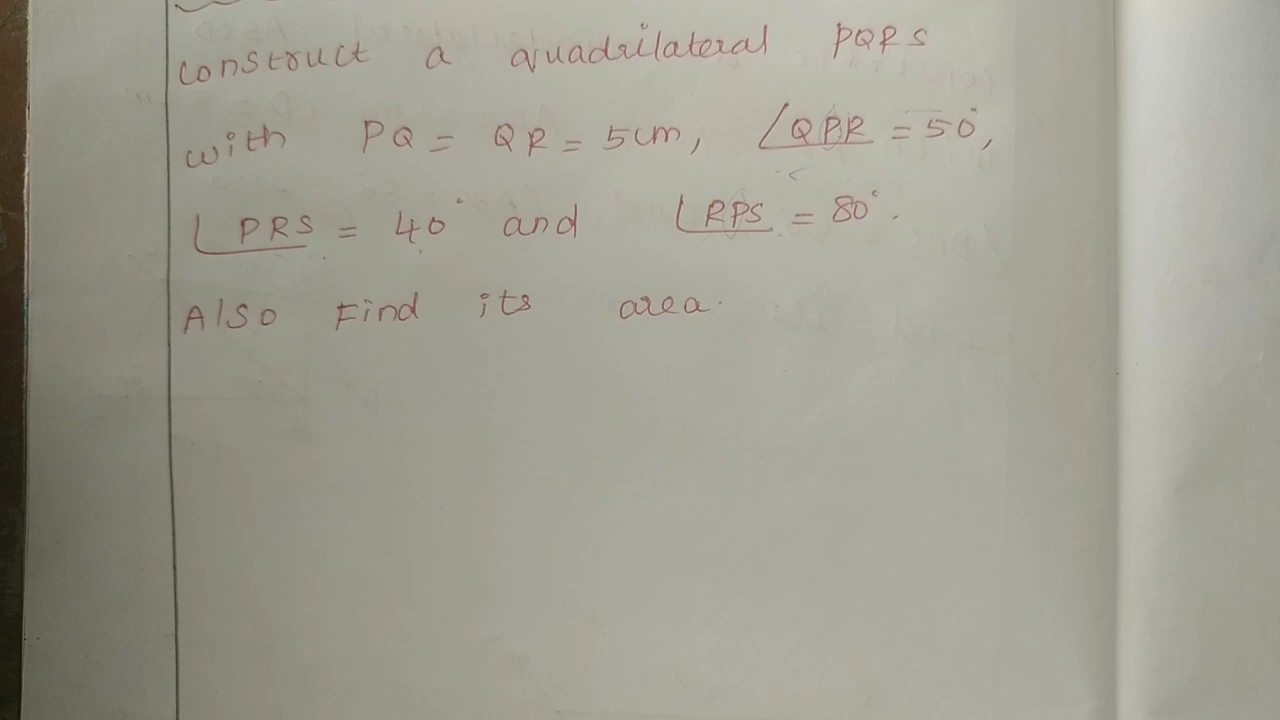 construct a quadrilateral PQRS
with PQ = QR = 5cm, ∠QPR = 50°,
∠PRS = 40° and ∠RPS = 80°.
Also Find its area.